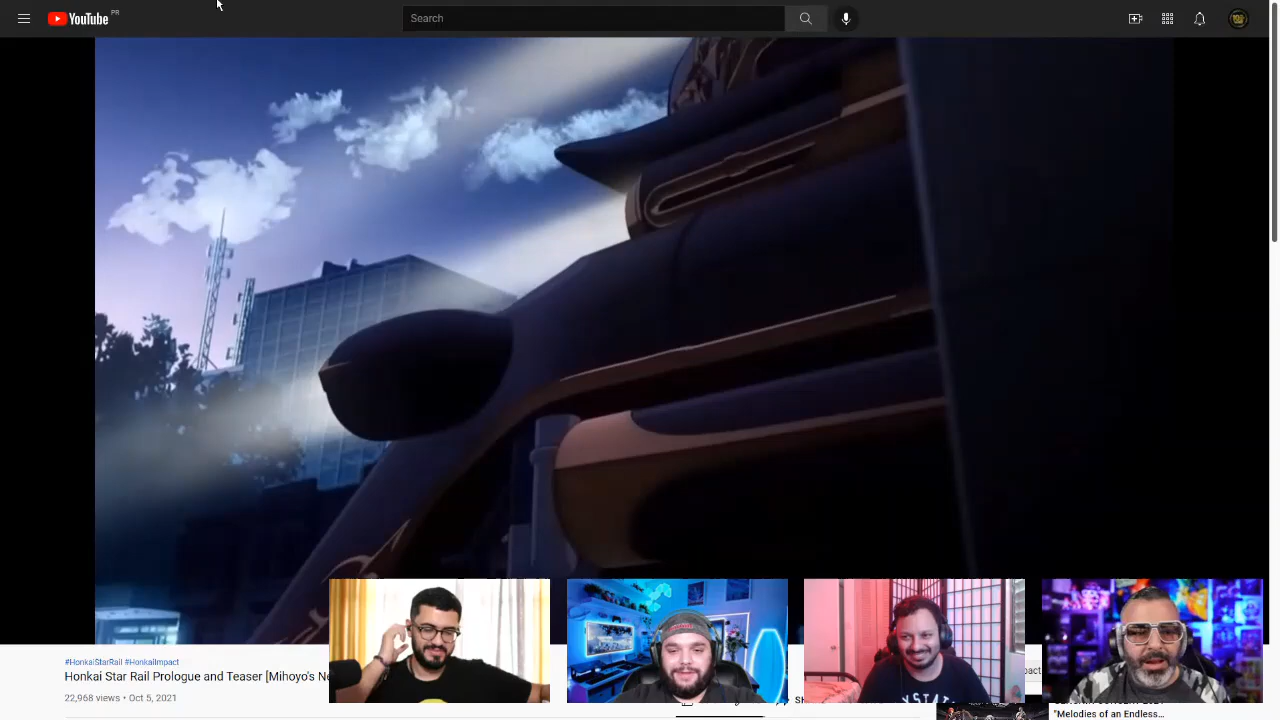 YouTube PR
Search
#HonkaiStarRail #HonkaiImpact
Honkai Star Rail Prologue and Teaser [Mihoyo's Ne
22,968 views • Oct 5, 2021
"Melodies of an Endless...